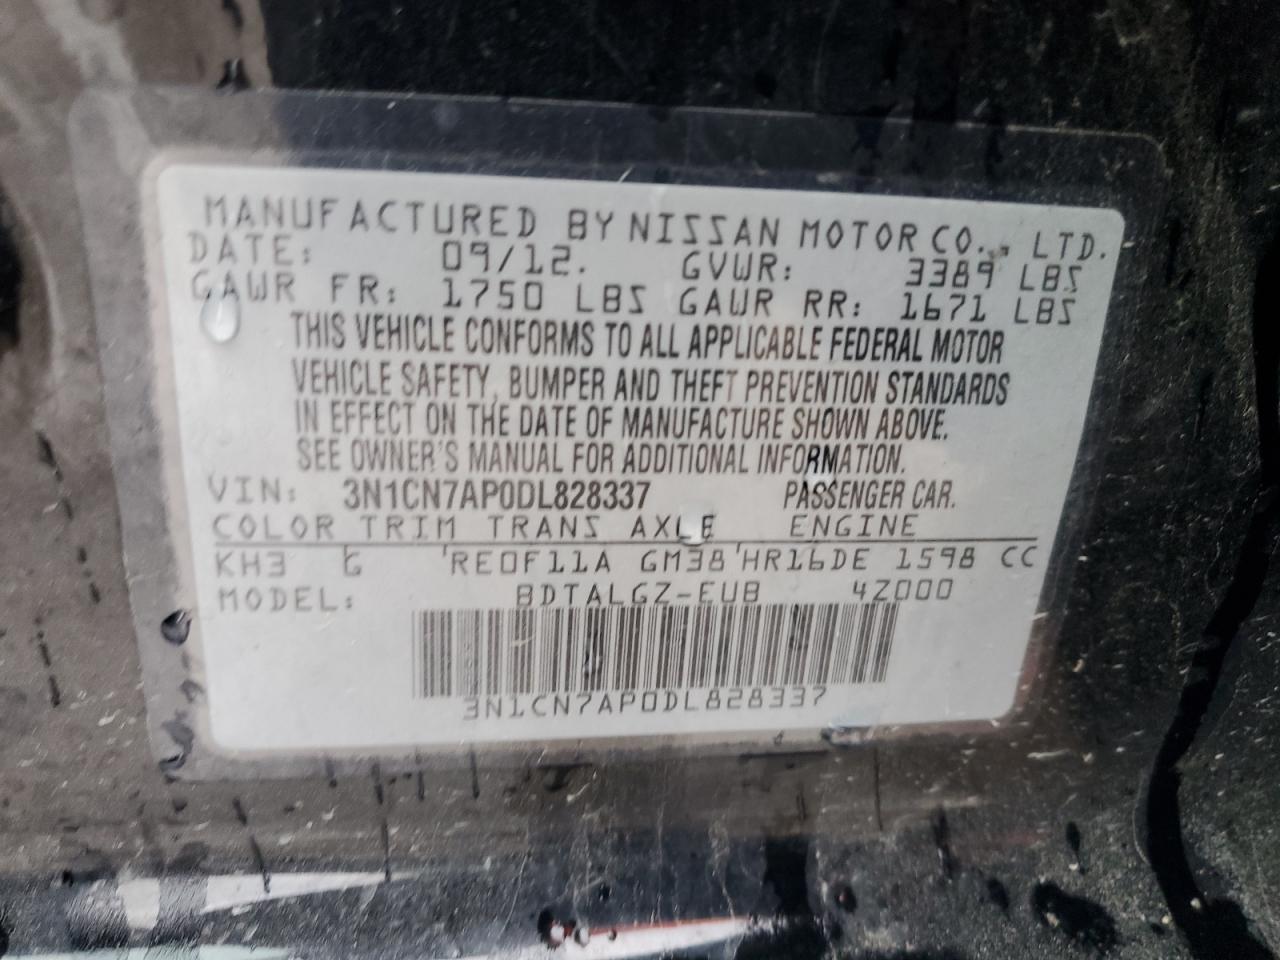 MANUFACTURED BY NISSAN MOTOR CO., LTD.
DATE: 09/12. GVWR: 3389 LBS
GAWR FR: 1750 LBS GAWR RR: 1671 LBS
THIS VEHICLE CONFORMS TO ALL APPLICABLE FEDERAL MOTOR
VEHICLE SAFETY, BUMPER AND THEFT PREVENTION STANDARDS
IN EFFECT ON THE DATE OF MANUFACTURE SHOWN ABOVE.
SEE OWNER'S MANUAL FOR ADDITIONAL INFORMATION.
VIN: 3N1CN7AP0DL828337 PASSENGER CAR.
COLOR TRIM TRANS AXLE ENGINE
KH3 G 'RE0F11A GM38'HR16DE 1598 CC
MODEL: BDTALGZ-EUB 4Z000
3N1CN7AP0DL828337